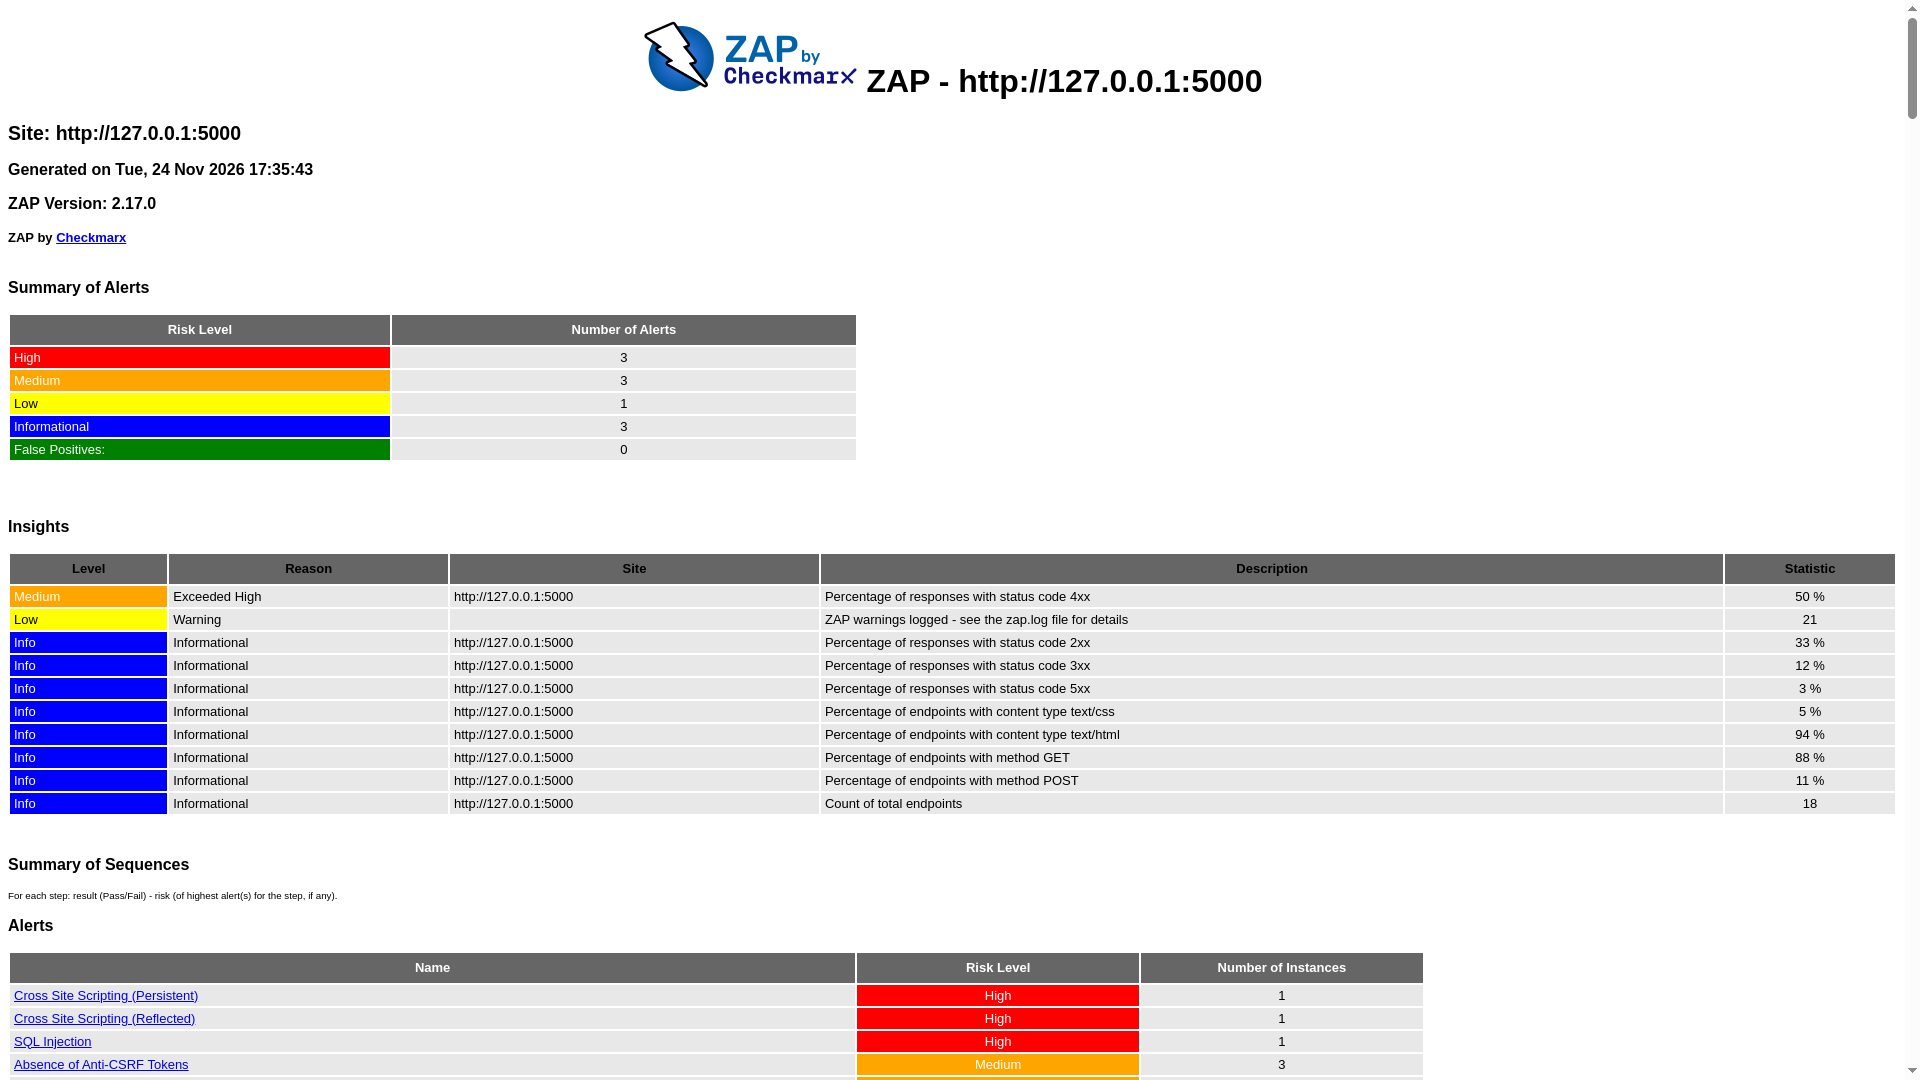 ZAP by
Checkmarx ZAP - http://127.0.0.1:5000
Site: http://127.0.0.1:5000
Generated on Tue, 24 Nov 2026 17:35:43
ZAP Version: 2.17.0
ZAP by Checkmarx
Summary of Alerts
Risk Level Number of Alerts
High 3
Medium 3
Low 1
Informational 3
False Positives: 0
Insights
Level Reason Site Description Statistic
Medium Exceeded High http://127.0.0.1:5000 Percentage of responses with status code 4xx 50 %
Low Warning ZAP warnings logged - see the zap.log file for details 21
Info Informational http://127.0.0.1:5000 Percentage of responses with status code 2xx 33 %
Info Informational http://127.0.0.1:5000 Percentage of responses with status code 3xx 12 %
Info Informational http://127.0.0.1:5000 Percentage of responses with status code 5xx 3 %
Info Informational http://127.0.0.1:5000 Percentage of endpoints with content type text/css 5 %
Info Informational http://127.0.0.1:5000 Percentage of endpoints with content type text/html 94 %
Info Informational http://127.0.0.1:5000 Percentage of endpoints with method GET 88 %
Info Informational http://127.0.0.1:5000 Percentage of endpoints with method POST 11 %
Info Informational http://127.0.0.1:5000 Count of total endpoints 18
Summary of Sequences
For each step: result (Pass/Fail) - risk (of highest alert(s) for the step, if any).
Alerts
Name Risk Level Number of Instances
Cross Site Scripting (Persistent) High 1
Cross Site Scripting (Reflected) High 1
SQL Injection High 1
Absence of Anti-CSRF Tokens Medium 3